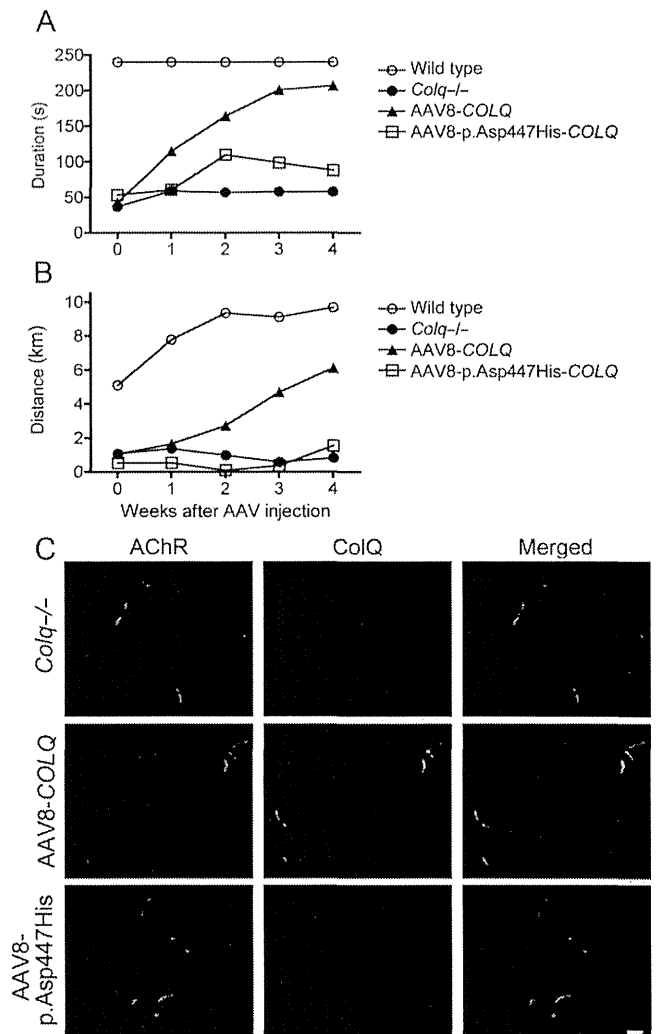 A
250
200
150
100
50
0
Duration (s)
0 1 2 3 4
Wild type
Colq−/−
AAV8-COLQ
AAV8-p.Asp447His-COLQ
B
10
8
6
4
2
0
Distance (km)
0 1 2 3 4
Weeks after AAV injection
Wild type
Colq−/−
AAV8-COLQ
AAV8-p.Asp447His-COLQ
C
AChR ColQ Merged
Colq−/−
AAV8-COLQ
AAV8-
p.Asp447His